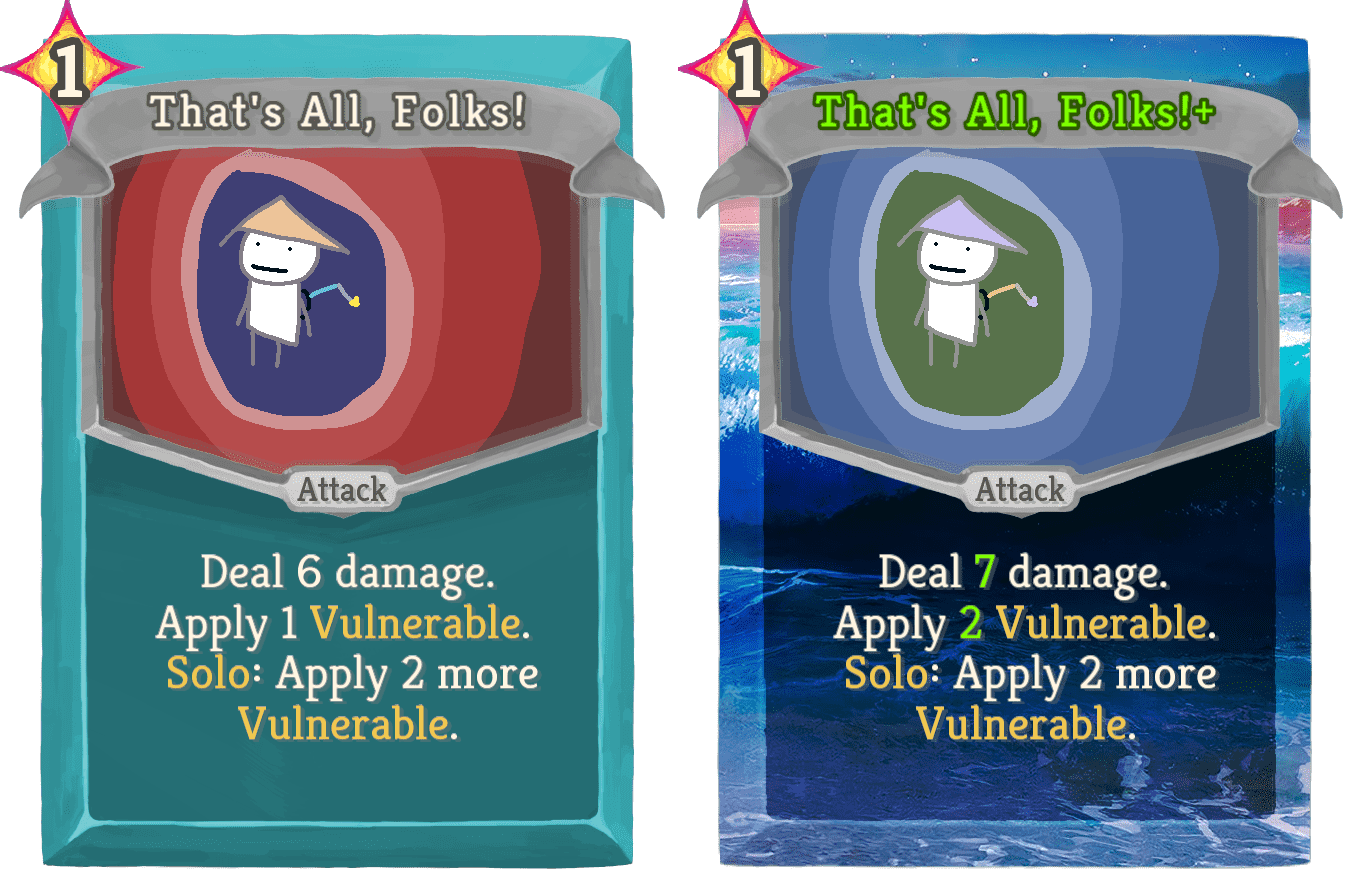 1
That's All, Folks!
Attack
Deal 6 damage.
Apply 1 Vulnerable.
Solo: Apply 2 more
Vulnerable.
1
That's All, Folks!+
Attack
Deal 7 damage.
Apply 2 Vulnerable.
Solo: Apply 2 more
Vulnerable.